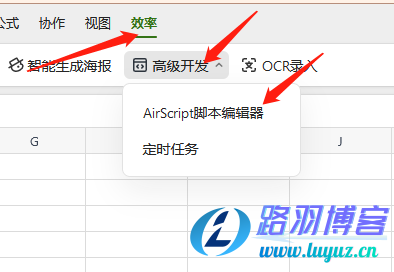 公式 协作 视图 效率
智能生成海报 高级开发 OCR录入
AirScript脚本编辑器
定时任务
G J
路羽博客
www.luyuz.cn